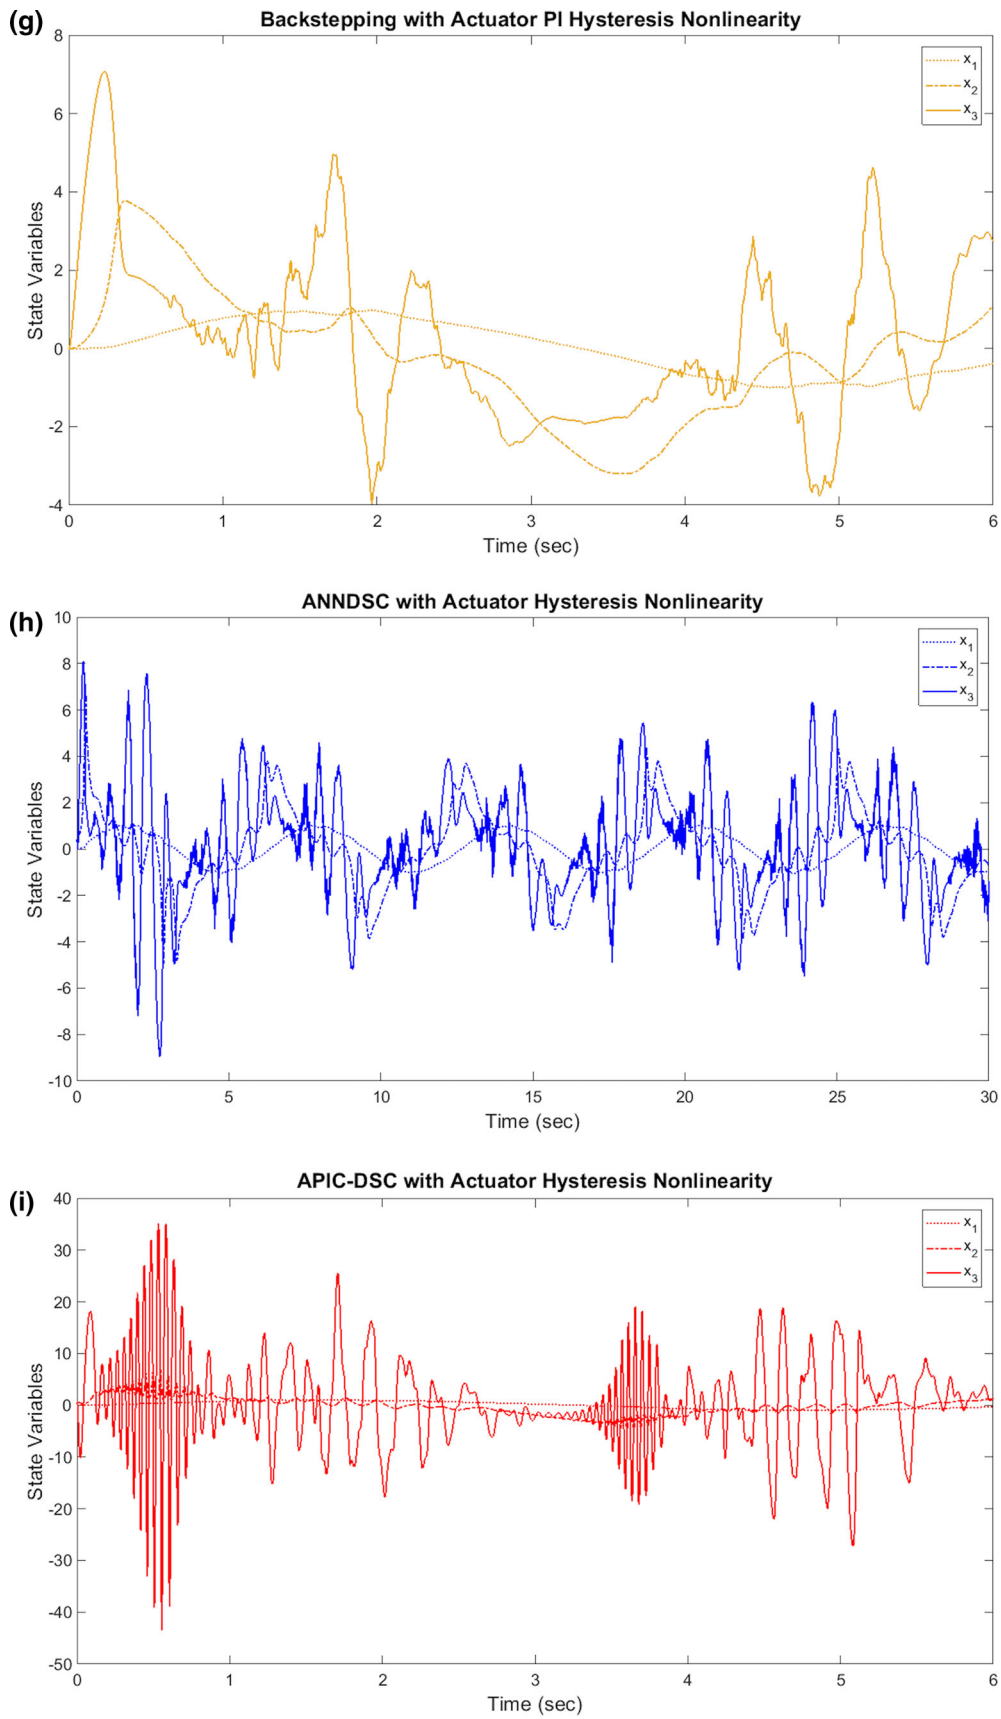 (g)
Backstepping with Actuator PI Hysteresis Nonlinearity
8
6
4
2
0
-2
-4
State Variables
x1
x2
x3
0 1 2 3 4 5 6
Time (sec)
(h)
ANNDSC with Actuator Hysteresis Nonlinearity
10
8
6
4
2
0
-2
-4
-6
-8
-10
State Variables
x1
x2
x3
0 5 10 15 20 25 30
Time (sec)
(i)
APIC-DSC with Actuator Hysteresis Nonlinearity
40
30
20
10
0
-10
-20
-30
-40
-50
State Variables
x1
x2
x3
0 1 2 3 4 5 6
Time (sec)